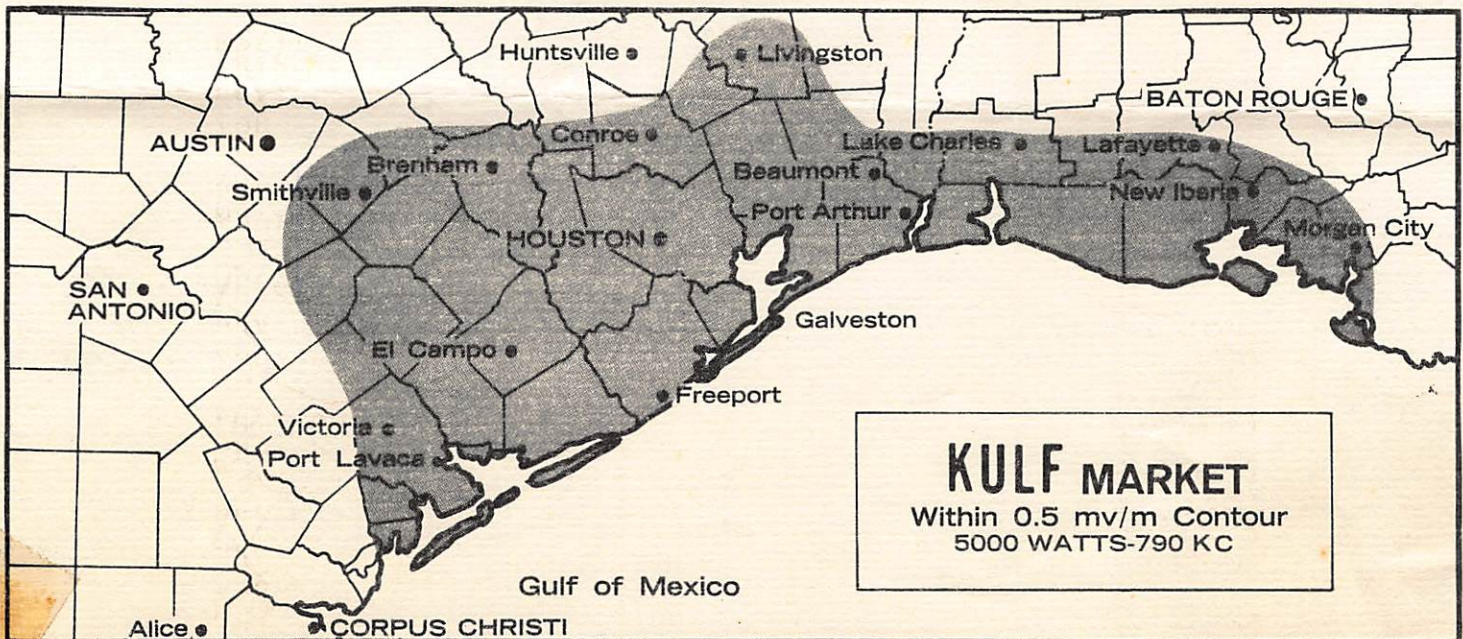 Huntsville
Livingston
BATON ROUGE
AUSTIN
Conroe
Lake Charles
Lafayette
Brenham
Beaumont
Smithville
New Iberia
Port Arthur
HOUSTON
Morgan City
SAN
ANTONIO
Galveston
El Campo
Freeport
Victoria
Port Lavaca
KULF MARKET
Within 0.5 mv/m Contour
5000 WATTS-790 KC
Gulf of Mexico
Alice
CORPUS CHRISTI